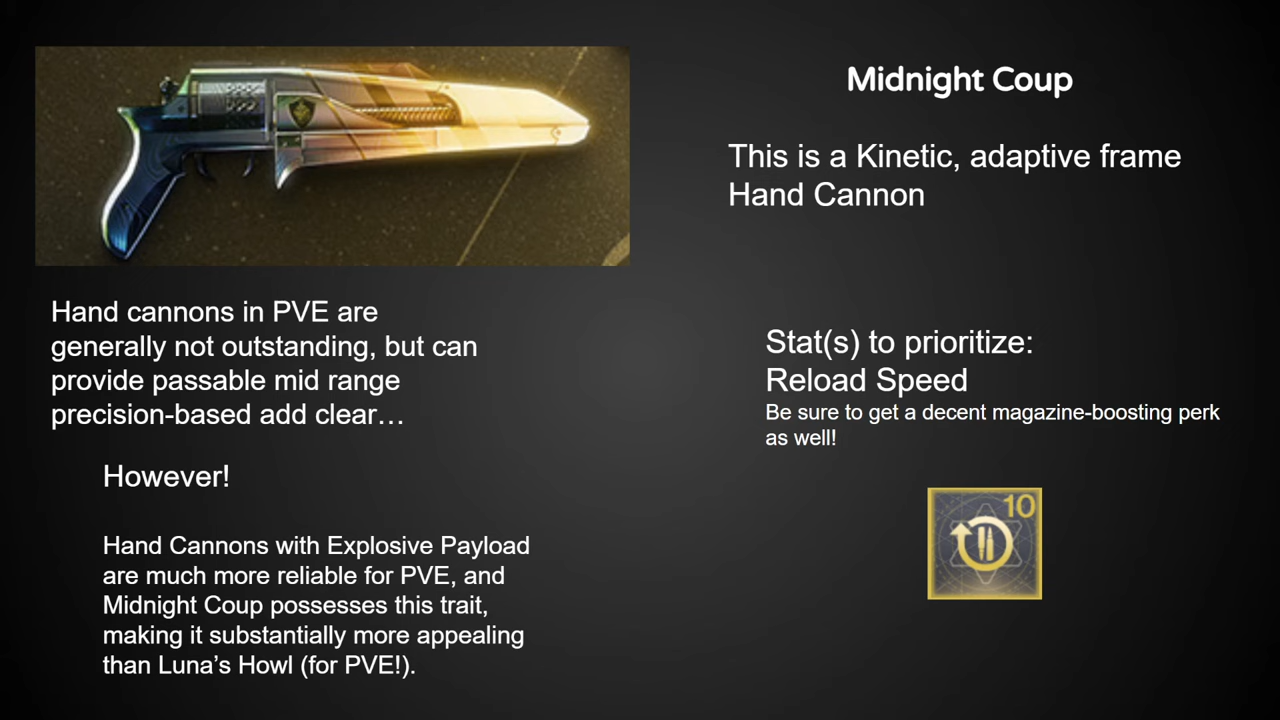 Midnight Coup
This is a Kinetic, adaptive frame
Hand Cannon
Hand cannons in PVE are
generally not outstanding, but can
provide passable mid range
precision-based add clear…
However!
Hand Cannons with Explosive Payload
are much more reliable for PVE, and
Midnight Coup possesses this trait,
making it substantially more appealing
than Luna’s Howl (for PVE!).
Stat(s) to prioritize:
Reload Speed
Be sure to get a decent magazine-boosting perk
as well!
10